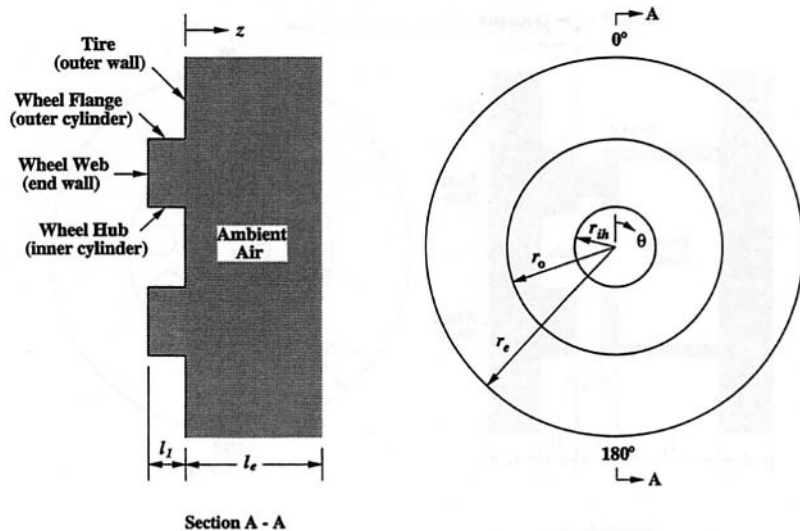 z
Tire
(outer wall)
Wheel Flange
(outer cylinder)
Wheel Web
(end wall)
Wheel Hub
(inner cylinder)
Ambient
Air
l1
le
Section A - A
A
0°
rih
θ
ro
re
180°
A